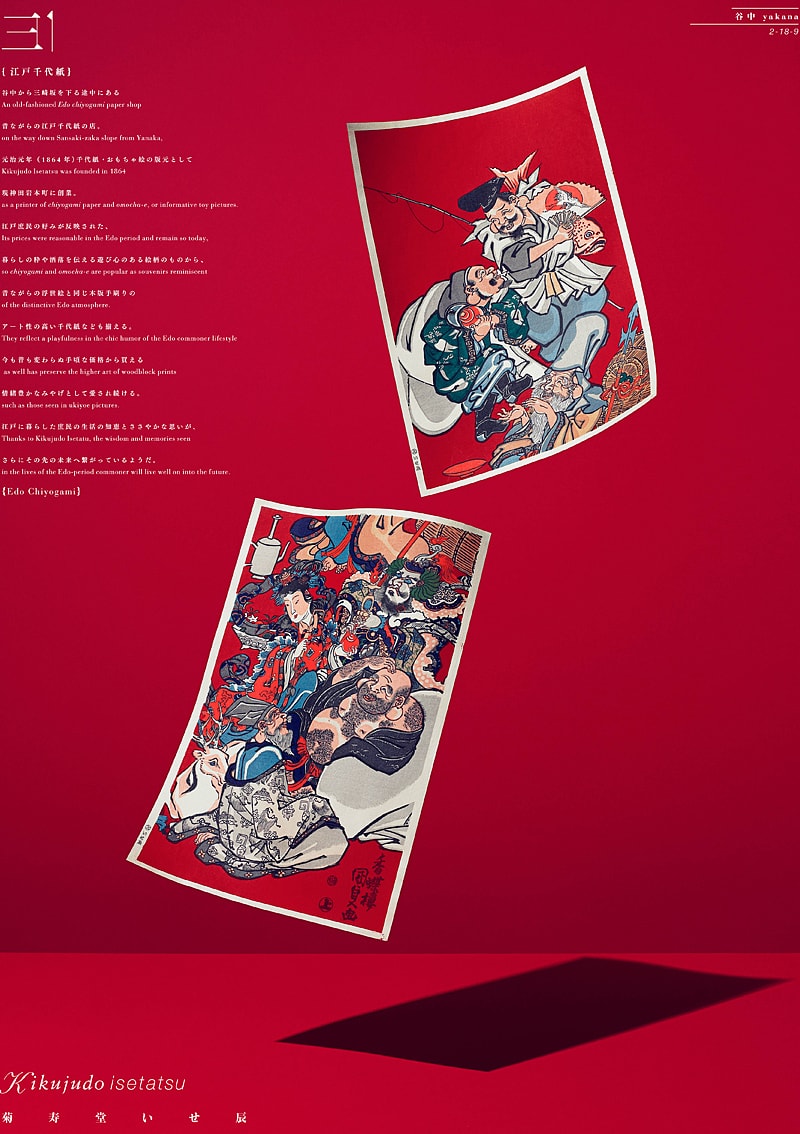 谷中 yakana
2-18-9
{江戸千代紙}
谷中から三崎坂を下る途中にある
An old-fashioned Edo chiyogumi paper shop
昔ながらの江戸千代紙の店。
on the way down Sansaki-zaka slope from Yanaka,
元治元年(1864年)千代紙・おもちゃ絵の版元として
Kikujudo Isetatsu was founded in 1864
現神田岩本町に創業。
as a printer of chiyogumi paper and omocha-e, or informative toy pictures.
江戸庶民の好みが反映された、
Its prices were reasonable in the Edo period and remain so today,
暮らしの粋や洒落を伝える遊び心のある絵柄のものから、
so chiyogumi and omocha-e are popular as souvenirs reminiscent
昔ながらの浮世絵と同じ木版手刷りの
of the distinctive Edo atmosphere.
アート性の高い千代紙なども揃える。
They reflect a playfulness in the chic humor of the Edo commoner lifestyle
今も昔も変わらぬ手頃な価格から買える
as well has preserve the higher art of woodblock prints
情緒豊かなみやげとして愛され続ける。
such as those seen in ukiyoe pictures.
江戸に暮らした庶民の生活の知恵とささやかな思いが、
Thanks to Kikujudo Isetatu, the wisdom and memories seen
さらにその先の未来へ繋がっているようだ。
in the lives of the Edo-period commoner will live well on into the future.
【Edo Chiyogami】
香蝶楼
国貞画
Kikujudo isetatsu
菊寿堂いせ辰